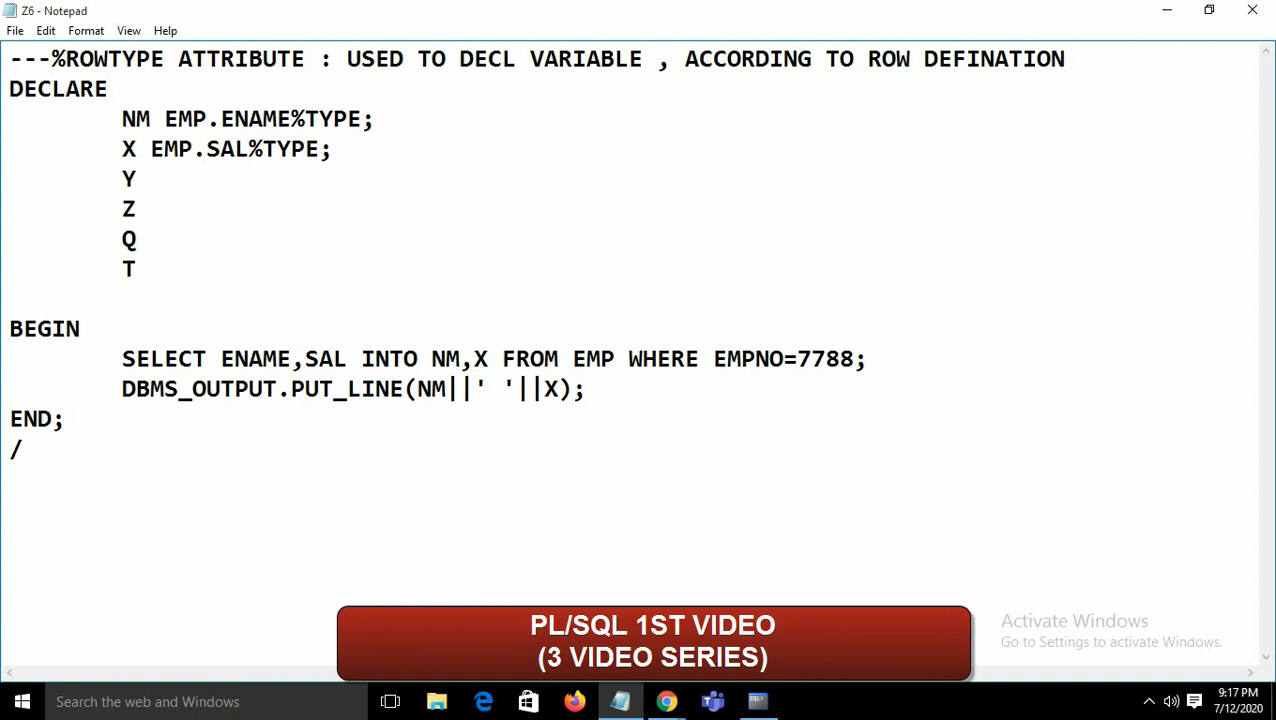 Z6 - Notepad
File Edit Format View Help
---%ROWTYPE ATTRIBUTE : USED TO DECL VARIABLE , ACCORDING TO ROW DEFINATION
DECLARE
NM EMP.ENAME%TYPE;
X EMP.SAL%TYPE;
Y
Z
Q
T
BEGIN
SELECT ENAME,SAL INTO NM,X FROM EMP WHERE EMPNO=7788;
DBMS_OUTPUT.PUT_LINE(NM||' '||X);
END;
/
PL/SQL 1ST VIDEO
(3 VIDEO SERIES)
Activate Windows
Go to Settings to activate Windows.
Search the web and Windows
9:17 PM
7/12/2020